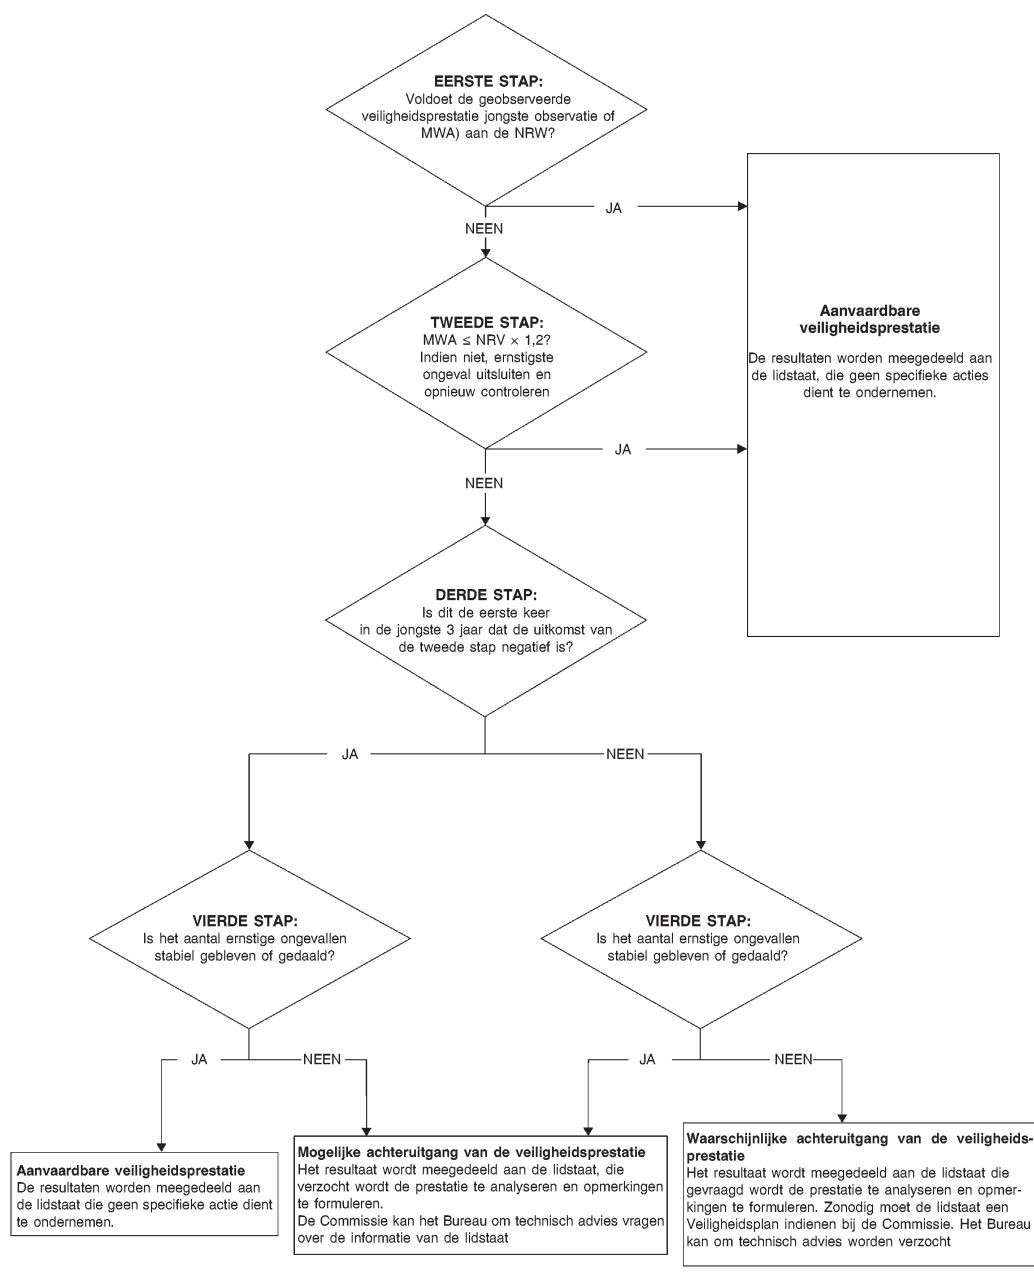 EERSTE STAP:
Voldoet de geobserveerde
veiligheidsprestatie jongste observatie of
MWA) aan de NRW?
JA
NEEN
TWEEDE STAP:
MWA ≤ NRV × 1,2?
Indien niet, ernstigste
ongeval uitsluiten en
opnieuw controleren
Aanvaardbare
veiligheidsprestatie
De resultaten worden meegedeeld aan
de lidstaat, die geen specifieke acties
dient te ondernemen.
JA
NEEN
DERDE STAP:
Is dit de eerste keer
in de jongste 3 jaar dat de uitkomst van
de tweede stap negatief is?
JA
NEEN
VIERDE STAP:
Is het aantal ernstige ongevallen
stabiel gebleven of gedaald?
VIERDE STAP:
Is het aantal ernstige ongevallen
stabiel gebleven of gedaald?
JA
NEEN
JA
NEEN
Aanvaardbare veiligheidsprestatie
De resultaten worden meegedeeld aan
de lidstaat die geen specifieke actie dient
te ondernemen.
Mogelijke achteruitgang van de veiligheidsprestatie
Het resultaat wordt meegedeeld aan de lidstaat, die
verzocht wordt de prestatie te analyseren en opmerkingen
te formuleren.
De Commissie kan het Bureau om technisch advies vragen
over de informatie van de lidstaat
Waarschijnlijke achteruitgang van de veiligheids-
prestatie
Het resultaat wordt meegedeeld aan de lidstaat die
gevraagd wordt de prestatie te analyseren en opmer-
kingen te formuleren. Zonodig moet de lidstaat een
Veiligheidsplan indienen bij de Commissie. Het Bureau
kan om technisch advies worden verzocht